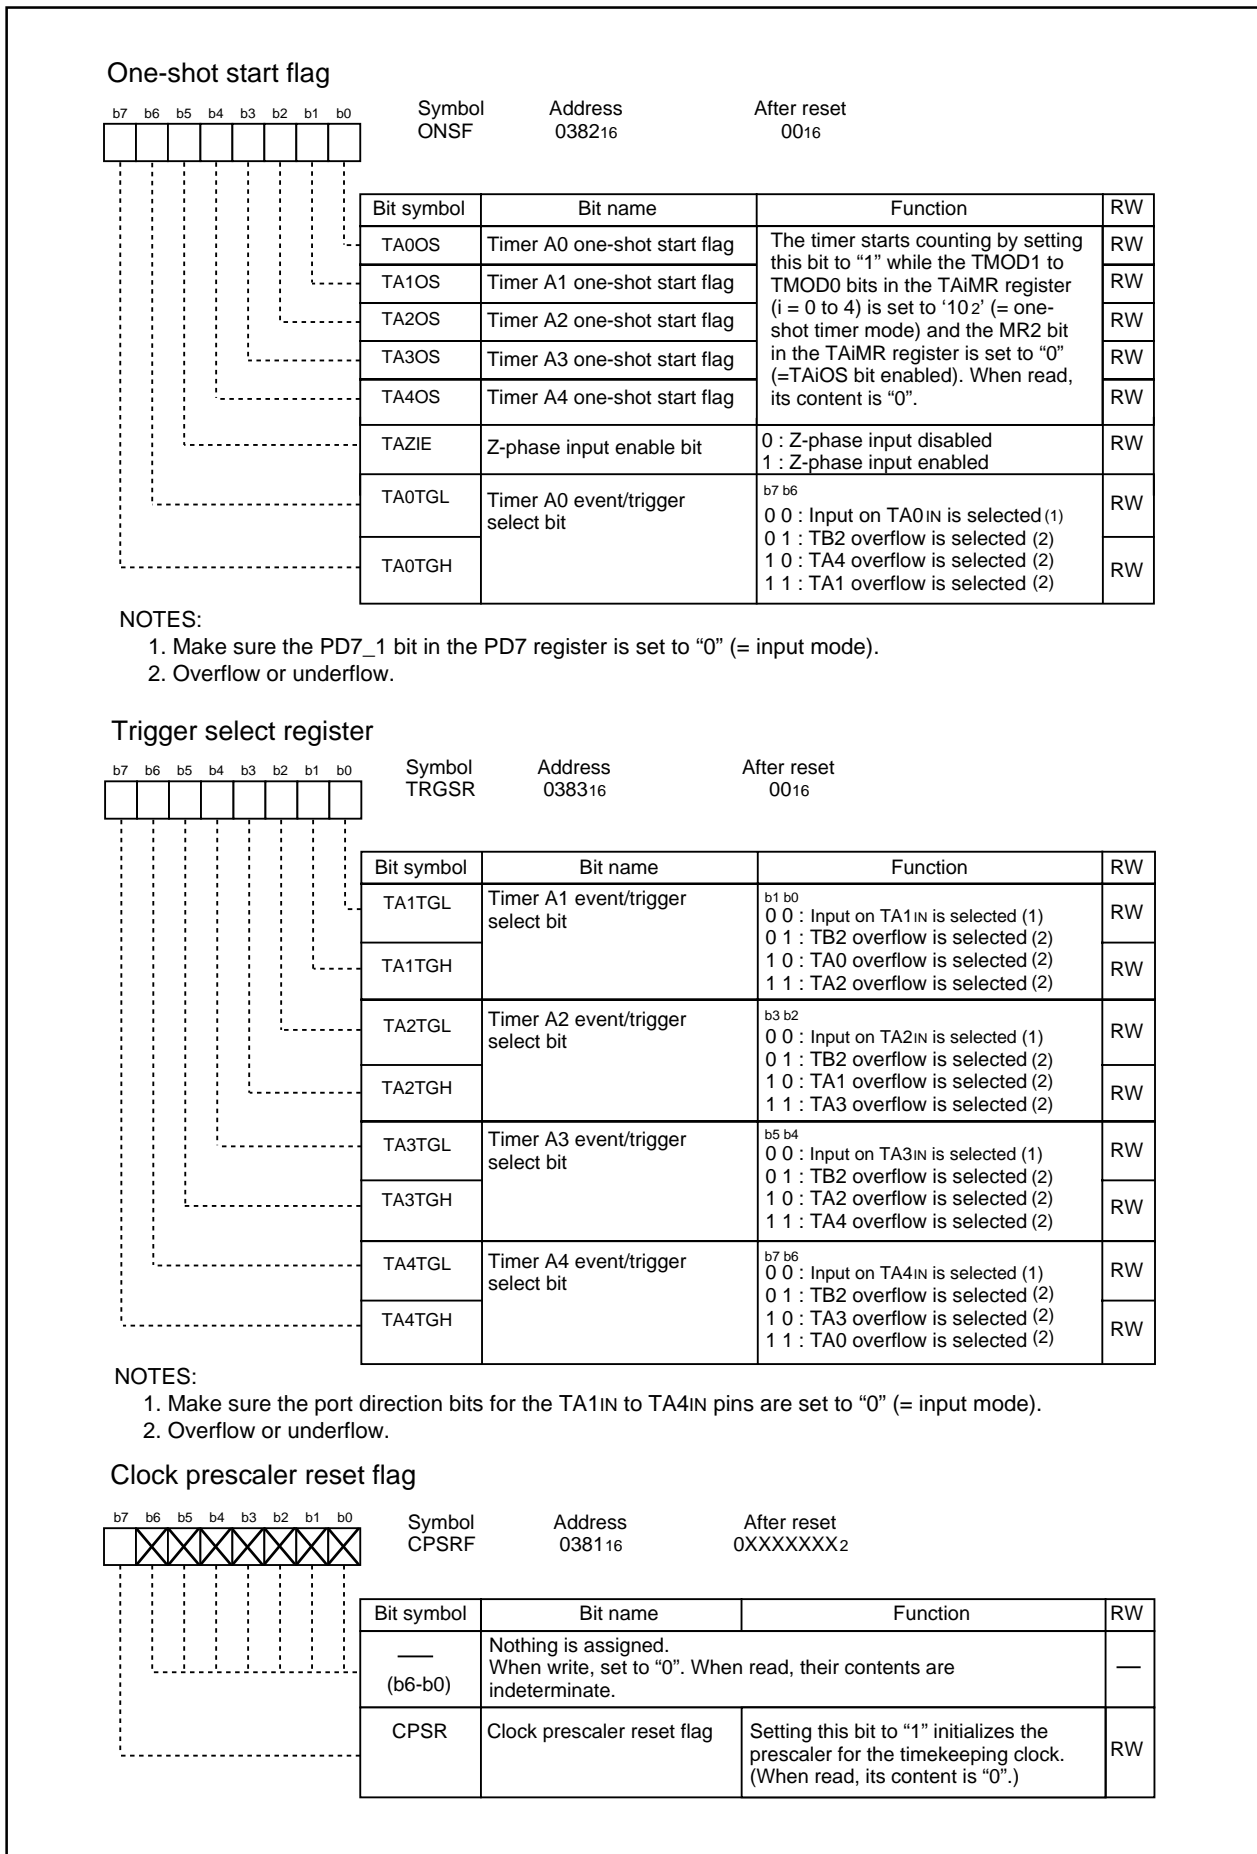 One-shot start flag
b7 b6 b5 b4 b3 b2 b1 b0
Symbol Address After reset
ONSF 038216 0016
Bit symbol Bit name Function RW
TA0OS Timer A0 one-shot start flag RW
TA1OS Timer A1 one-shot start flag RW
TA2OS Timer A2 one-shot start flag RW
TA3OS Timer A3 one-shot start flag RW
TA4OS Timer A4 one-shot start flag RW
The timer starts counting by setting
this bit to “1” while the TMOD1 to
TMOD0 bits in the TAiMR register
(i = 0 to 4) is set to ‘102’ (= one-
shot timer mode) and the MR2 bit
in the TAiMR register is set to “0”
(=TAiOS bit enabled). When read,
its content is “0”.
TAZIE Z-phase input enable bit RW
0 : Z-phase input disabled
1 : Z-phase input enabled
TA0TGL Timer A0 event/trigger RW
select bit
TA0TGH RW
b7 b6
0 0 : Input on TA0IN is selected (1)
0 1 : TB2 overflow is selected (2)
1 0 : TA4 overflow is selected (2)
1 1 : TA1 overflow is selected (2)
NOTES:
1. Make sure the PD7_1 bit in the PD7 register is set to “0” (= input mode).
2. Overflow or underflow.
Trigger select register
b7 b6 b5 b4 b3 b2 b1 b0
Symbol Address After reset
TRGSR 038316 0016
Bit symbol Bit name Function RW
TA1TGL Timer A1 event/trigger RW
select bit
TA1TGH RW
b1 b0
0 0 : Input on TA1IN is selected (1)
0 1 : TB2 overflow is selected (2)
1 0 : TA0 overflow is selected (2)
1 1 : TA2 overflow is selected (2)
TA2TGL Timer A2 event/trigger RW
select bit
TA2TGH RW
b3 b2
0 0 : Input on TA2IN is selected (1)
0 1 : TB2 overflow is selected (2)
1 0 : TA1 overflow is selected (2)
1 1 : TA3 overflow is selected (2)
TA3TGL Timer A3 event/trigger RW
select bit
TA3TGH RW
b5 b4
0 0 : Input on TA3IN is selected (1)
0 1 : TB2 overflow is selected (2)
1 0 : TA2 overflow is selected (2)
1 1 : TA4 overflow is selected (2)
TA4TGL Timer A4 event/trigger RW
select bit
TA4TGH RW
b7 b6
0 0 : Input on TA4IN is selected (1)
0 1 : TB2 overflow is selected (2)
1 0 : TA3 overflow is selected (2)
1 1 : TA0 overflow is selected (2)
NOTES:
1. Make sure the port direction bits for the TA1IN to TA4IN pins are set to “0” (= input mode).
2. Overflow or underflow.
Clock prescaler reset flag
b7 b6 b5 b4 b3 b2 b1 b0
Symbol Address After reset
CPSRF 038116 0XXXXXXX2
Bit symbol Bit name Function RW
— (b6-b0) —
Nothing is assigned.
When write, set to “0”. When read, their contents are
indeterminate.
CPSR Clock prescaler reset flag RW
Setting this bit to “1” initializes the
prescaler for the timekeeping clock.
(When read, its content is “0”.)